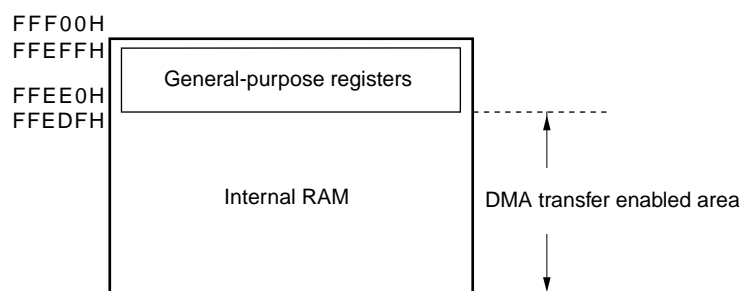 FFF00H
FFEFFH
General-purpose registers
FFEE0H
FFEDFH
Internal RAM
DMA transfer enabled area